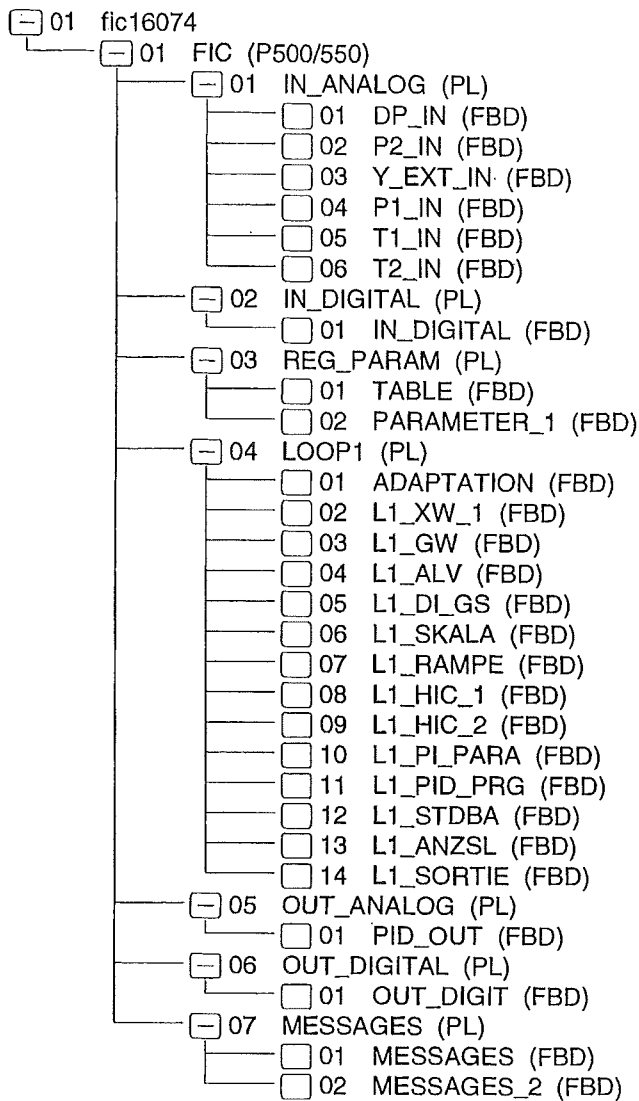 01 fic16074
01 FIC (P500/550)
01 IN_ANALOG (PL)
01 DP_IN (FBD)
02 P2_IN (FBD)
03 Y_EXT_IN (FBD)
04 P1_IN (FBD)
05 T1_IN (FBD)
06 T2_IN (FBD)
02 IN_DIGITAL (PL)
01 IN_DIGITAL (FBD)
03 REG_PARAM (PL)
01 TABLE (FBD)
02 PARAMETER_1 (FBD)
04 LOOP1 (PL)
01 ADAPTATION (FBD)
02 L1_XW_1 (FBD)
03 L1_GW (FBD)
04 L1_ALV (FBD)
05 L1_DI_GS (FBD)
06 L1_SKALA (FBD)
07 L1_RAMPE (FBD)
08 L1_HIC_1 (FBD)
09 L1_HIC_2 (FBD)
10 L1_PI_PARA (FBD)
11 L1_PID_PRG (FBD)
12 L1_STDBA (FBD)
13 L1_ANZSL (FBD)
14 L1_SORTIE (FBD)
05 OUT_ANALOG (PL)
01 PID_OUT (FBD)
06 OUT_DIGITAL (PL)
01 OUT_DIGIT (FBD)
07 MESSAGES (PL)
01 MESSAGES (FBD)
02 MESSAGES_2 (FBD)